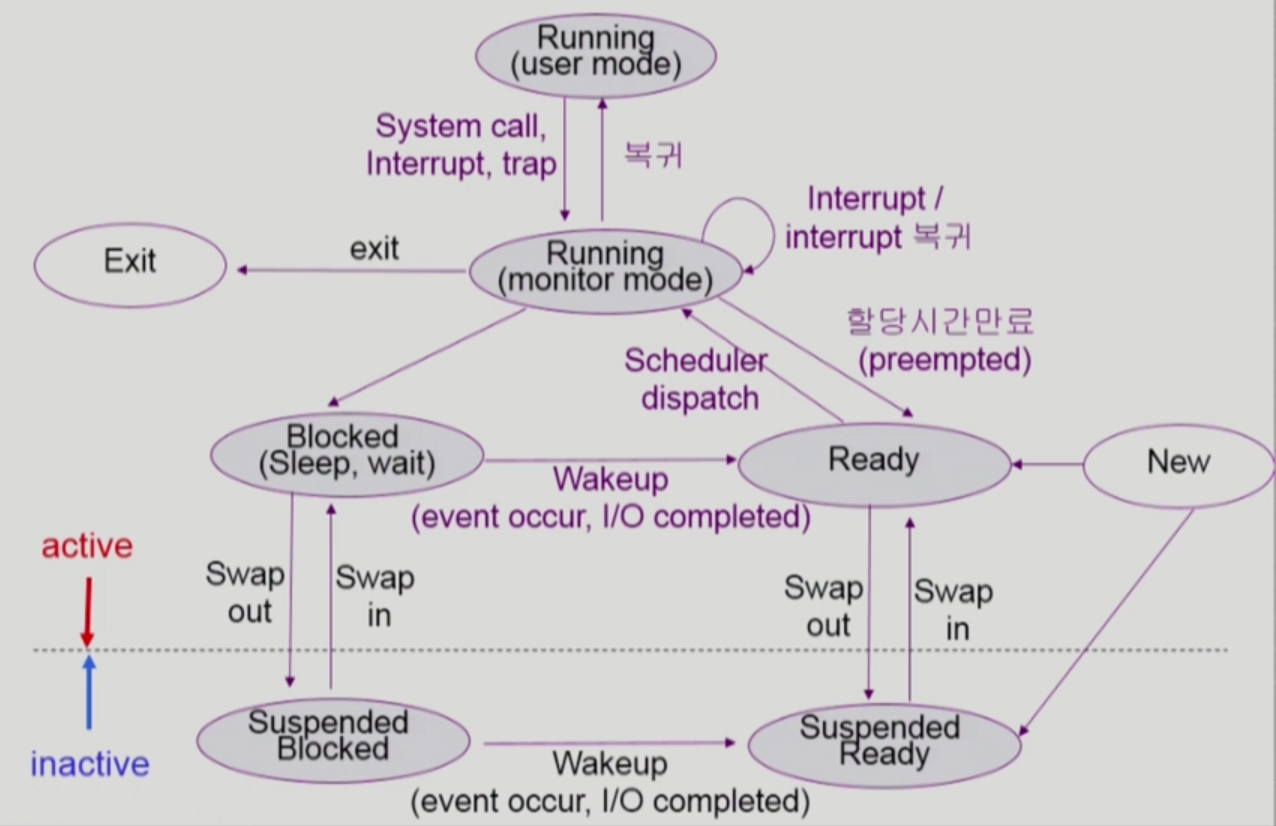 Running
(user mode)
System call,
Interrupt, trap
복귀
Interrupt /
interrupt 복귀
Exit
exit
Running
(monitor mode)
할당시간만료
(preempted)
Scheduler
dispatch
Blocked
(Sleep, wait)
Wakeup
(event occur, I/O completed)
Ready
New
active
Swap
out
Swap
in
Swap
out
Swap
in
inactive
Suspended
Blocked
Wakeup
(event occur, I/O completed)
Suspended
Ready